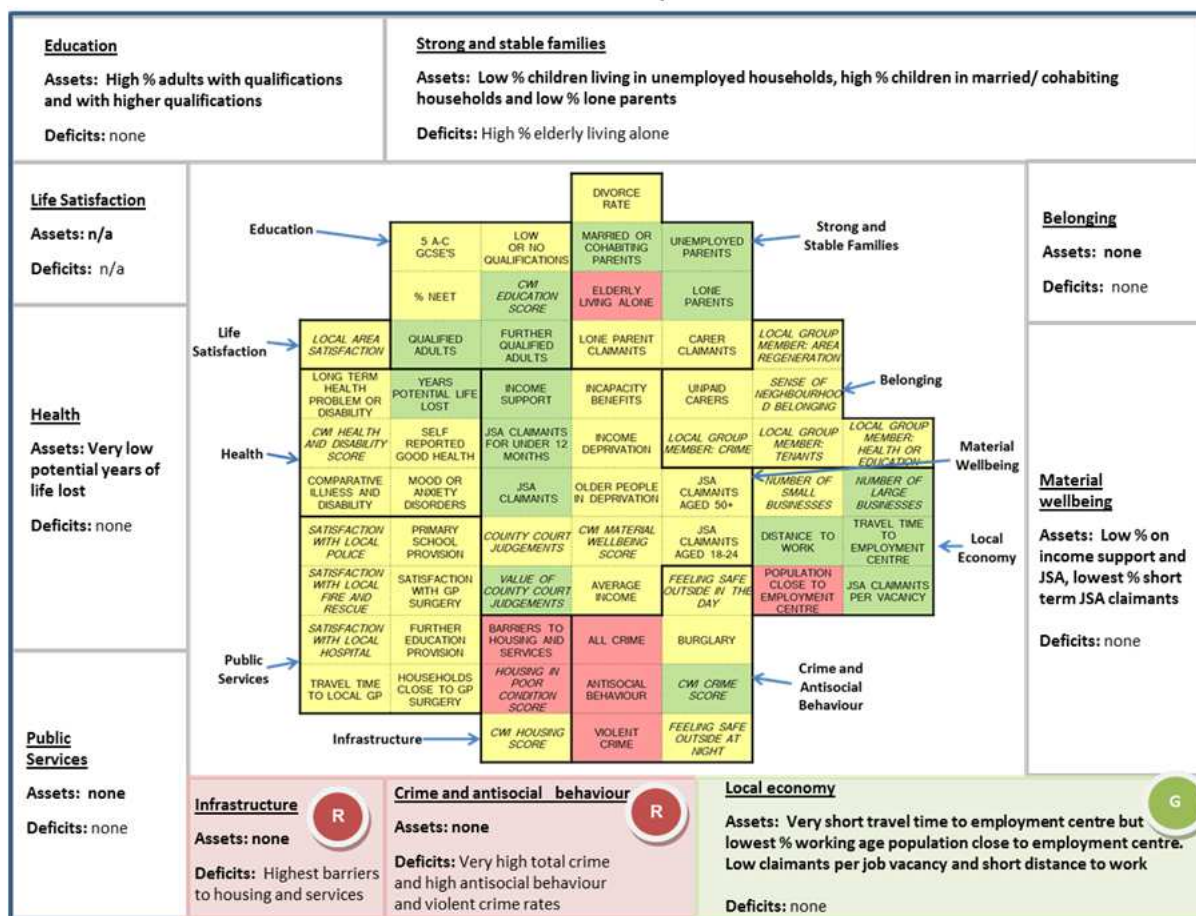 Education
Assets: High % adults with qualifications
and with higher qualifications
Deficits: none
Strong and stable families
Assets: Low % children living in unemployed households, high % children in married/ cohabiting
households and low % lone parents
Deficits: High % elderly living alone
Life Satisfaction
Assets: n/a
Deficits: n/a
Health
Assets: Very low
potential years of
life lost
Deficits: none
Public
Services
Assets: none
Deficits: none
Education
Strong and
Stable Families
Life
Satisfaction
Belonging
Health
Material
Wellbeing
Local
Economy
Public
Services
Crime and
Antisocial
Behaviour
Infrastructure
DIVORCE
RATE
5 A-C
GCSE'S
LOW
OR NO
QUALIFICATIONS
MARRIED OR
COHABITING
PARENTS
UNEMPLOYED
PARENTS
% NEET
CWI
EDUCATION
SCORE
ELDERLY
LIVING ALONE
LONE
PARENTS
LOCAL AREA
SATISFACTION
QUALIFIED
ADULTS
FURTHER
QUALIFIED
ADULTS
LONE PARENT
CLAIMANTS
CARER
CLAIMANTS
LOCAL GROUP
MEMBER: AREA
REGENERATION
LONG TERM
HEALTH
PROBLEM OR
DISABILITY
YEARS
POTENTIAL LIFE
LOST
INCOME
SUPPORT
INCAPACITY
BENEFITS
UNPAID
CARERS
SENSE OF
NEIGHBOURHOO
D BELONGING
CWI HEALTH
AND DISABILITY
SCORE
SELF
REPORTED
GOOD HEALTH
JSA CLAIMANTS
FOR UNDER 12
MONTHS
INCOME
DEPRIVATION
LOCAL GROUP
MEMBER: CRIME
LOCAL GROUP
MEMBER:
TENANTS
LOCAL GROUP
MEMBER:
HEALTH OR
EDUCATION
COMPARATIVE
ILLNESS AND
DISABILITY
MOOD OR
ANXIETY
DISORDERS
JSA
CLAIMANTS
OLDER PEOPLE
IN DEPRIVATION
JSA
CLAIMANTS
AGED 50+
NUMBER OF
SMALL
BUSINESSES
NUMBER OF
LARGE
BUSINESSES
SATISFACTION
WITH LOCAL
POLICE
PRIMARY
SCHOOL
PROVISION
COUNTY COURT
JUDGEMENTS
CWI MATERIAL
WELLBEING
SCORE
JSA
CLAIMANTS
AGED 18-24
DISTANCE TO
WORK
TRAVEL TIME
TO
EMPLOYMENT
CENTRE
SATISFACTION
WITH LOCAL
FIRE AND
RESCUE
SATISFACTION
WITH GP
SURGERY
VALUE OF
COUNTY COURT
JUDGEMENTS
AVERAGE
INCOME
FEELING SAFE
OUTSIDE IN THE
DAY
POPULATION
CLOSE TO
EMPLOYMENT
CENTRE
JSA CLAIMANTS
PER VACANCY
SATISFACTION
WITH LOCAL
HOSPITAL
FURTHER
EDUCATION
PROVISION
BARRIERS TO
HOUSING AND
SERVICES
ALL CRIME
BURGLARY
TRAVEL TIME
TO LOCAL GP
HOUSEHOLDS
CLOSE TO GP
SURGERY
HOUSING IN
POOR
CONDITION
SCORE
ANTISOCIAL
BEHAVIOUR
CWI CRIME
SCORE
CWI HOUSING
SCORE
VIOLENT
CRIME
FEELING SAFE
OUTSIDE AT
NIGHT
Belonging
Assets: none
Deficits: none
Material
wellbeing
Assets: Low % on
income support and
JSA, lowest % short
term JSA claimants
Deficits: none
Infrastructure
R
Assets: none
Deficits: Highest barriers
to housing and services
Crime and antisocial behaviour
R
Assets: none
Deficits: Very high total crime
and high antisocial behaviour
and violent crime rates
Local economy
G
Assets: Very short travel time to employment centre but
lowest % working age population close to employment centre.
Low claimants per job vacancy and short distance to work
Deficits: none